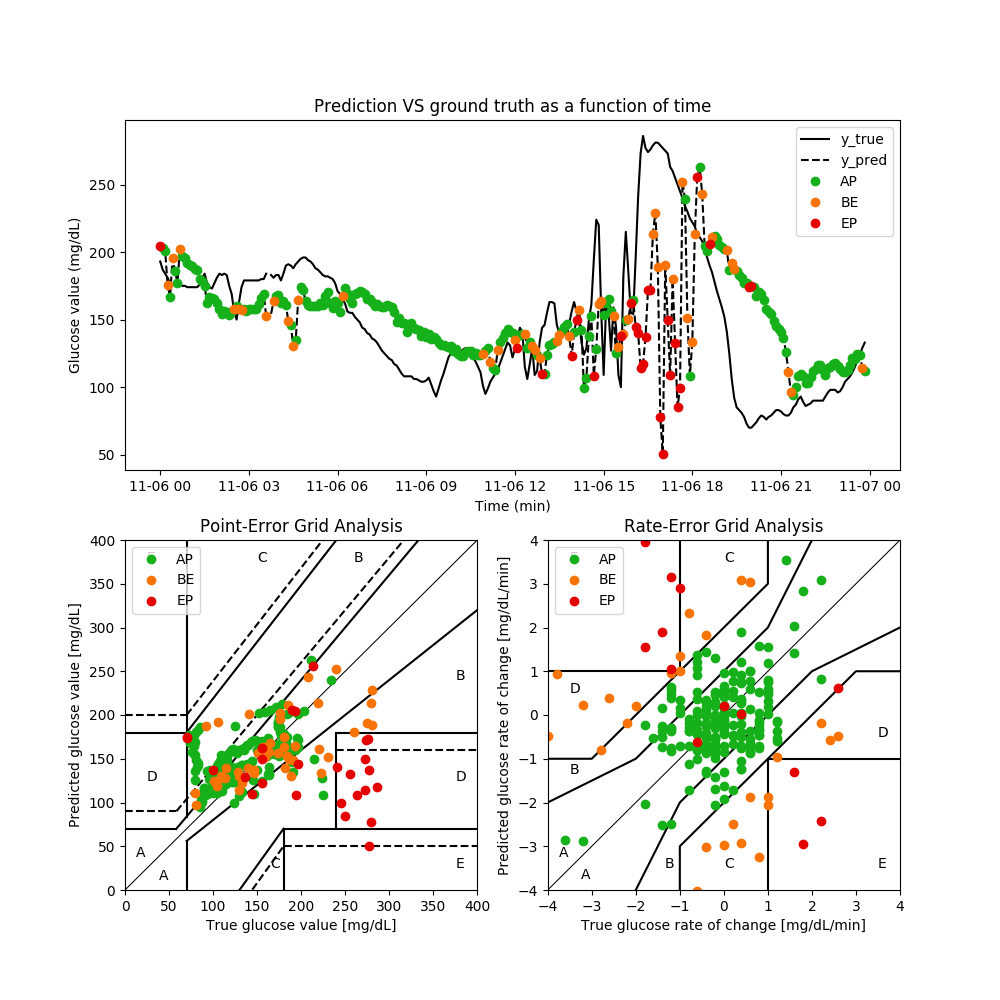 Prediction VS ground truth as a function of time
Glucose value (mg/dL)
250
200
150
100
50
y_true
y_pred
AP
BE
EP
11-06 00 11-06 03 11-06 06 11-06 09 11-06 12 11-06 15 11-06 18 11-06 21 11-07 00
Time (min)
Point-Error Grid Analysis
Predicted glucose value [mg/dL]
400
350
300
250
200
150
100
50
0
AP
BE
EP
C
B
B
D
D
A
A
C
E
0 50 100 150 200 250 300 350 400
True glucose value [mg/dL]
Rate-Error Grid Analysis
Predicted glucose rate of change [mg/dL/min]
4
3
2
1
0
−1
−2
−3
−4
AP
BE
EP
C
D
D
B
A
A
B
C
E
−4 −3 −2 −1 0 1 2 3 4
True glucose rate of change [mg/dL/min]